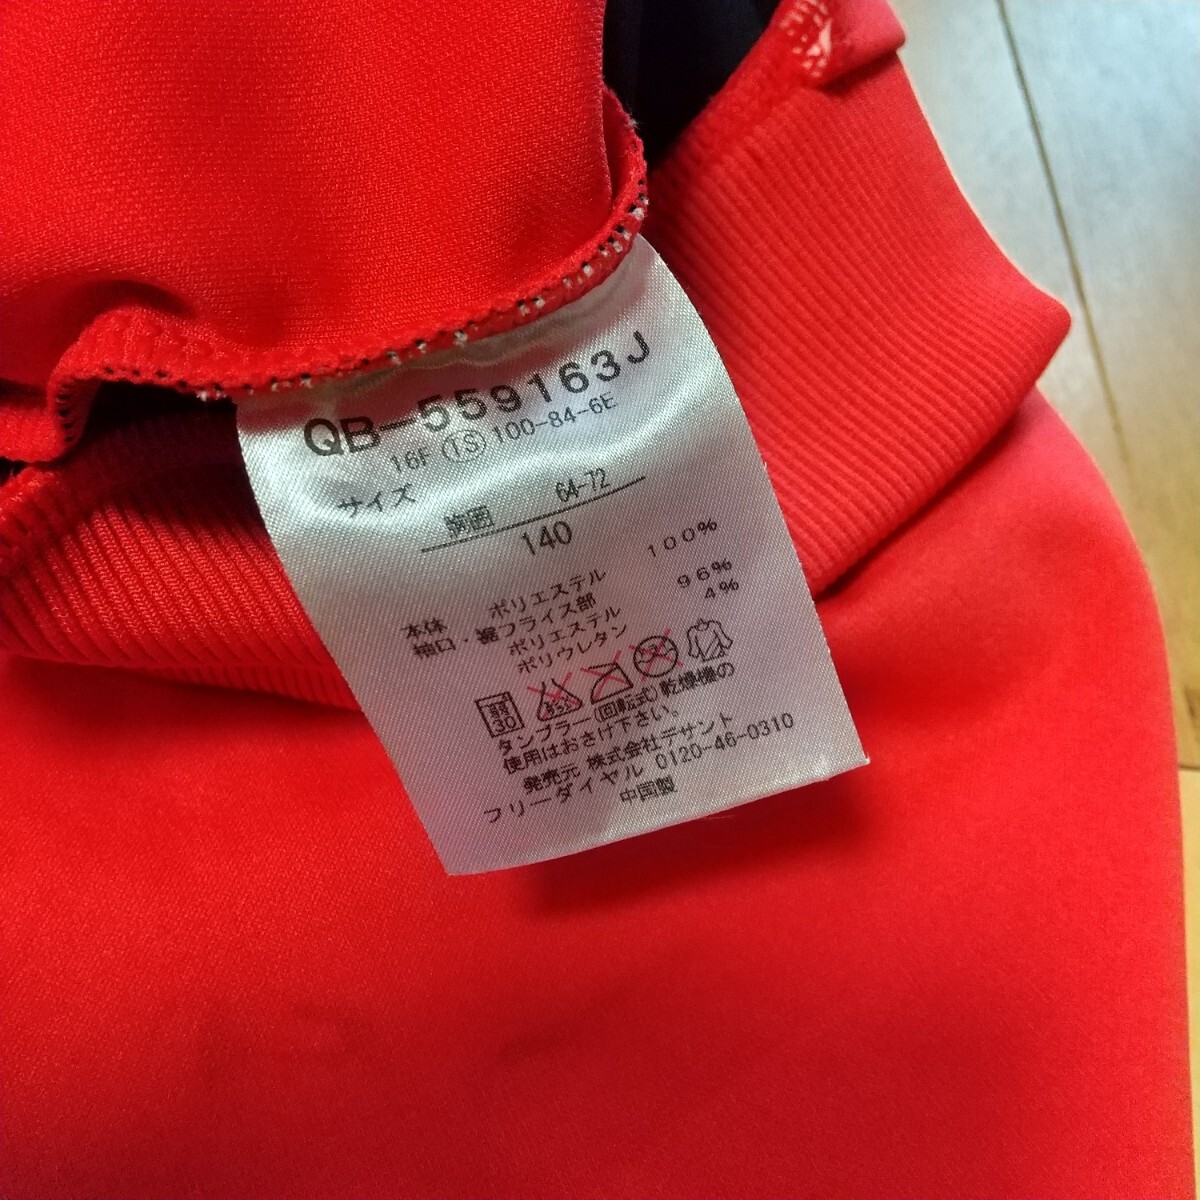 QB-559163J
16F IS 100-84-6E
サイズ
胸囲 64-72
140
本体 ポリエステル 100%
袖口・裾フライス部
ポリエステル 96%
ポリウレタン 4%
弱 30
タンブラー(回転式)乾燥機の
使用はおさけ下さい。
発売元 株式会社デサント
フリーダイヤル 0120-46-0310
中国製